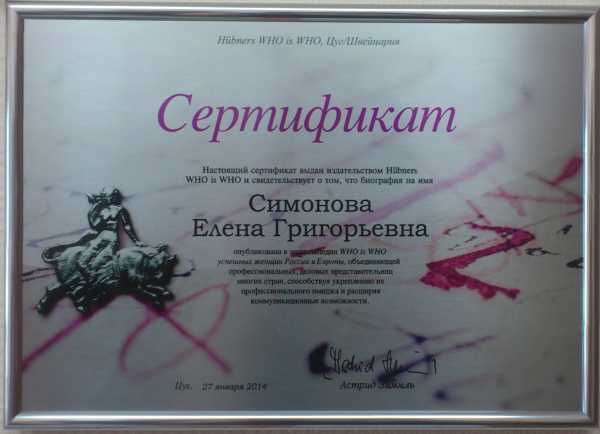 Hübners WHO is WHO, Цуг/Швейцария
Сертификат
Настоящий сертификат выдан издательством Hübners
WHO is WHO и свидетельствует о том, что биография на имя
Симонова
Елена Григорьевна
опубликована в энциклопедии WHO is WHO
успешных женщин России и Европы, объединяющей
профессиональных, деловых представительниц
многих стран, способствуя укреплению их
профессионального имиджа и расширяя
коммуникационные возможности.
Цуг, 27 января 2014
Астрид